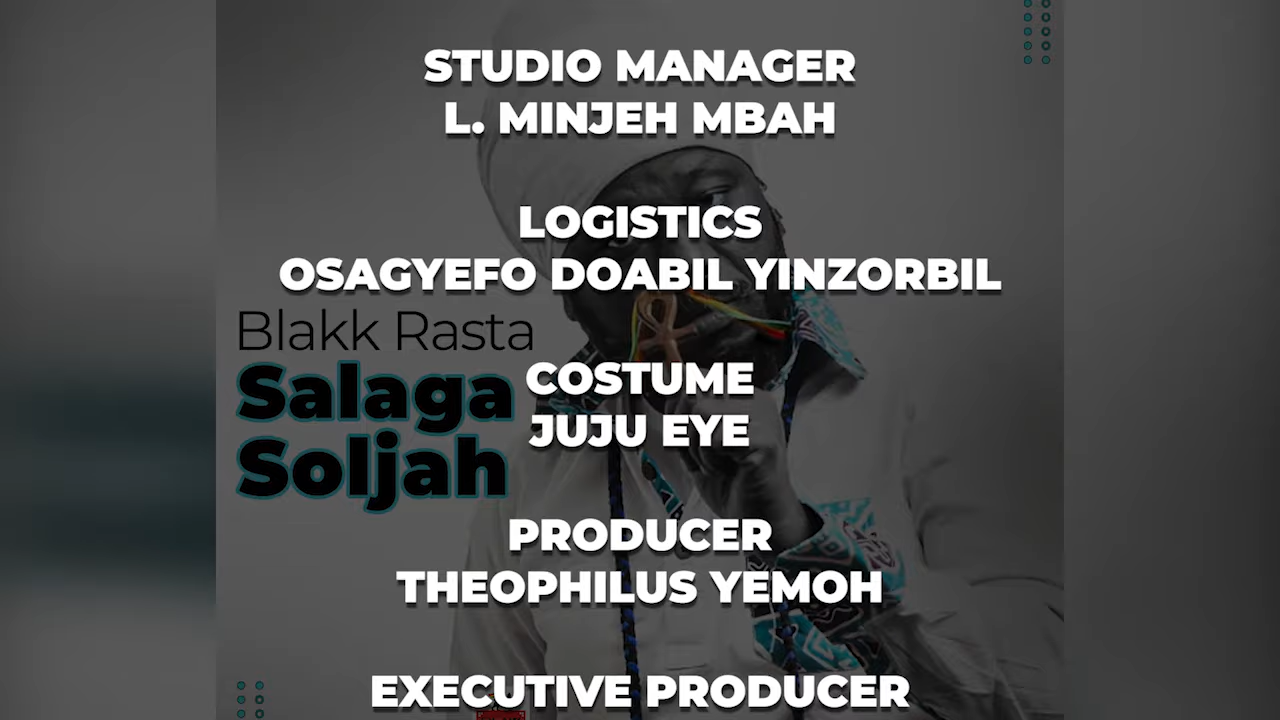 STUDIO MANAGER
L. MINJEH MBAH
LOGISTICS
OSAGYEFO DOABIL YINZORBIL
Blakk Rasta
Salaga
Soljah
COSTUME
JUJU EYE
PRODUCER
THEOPHILUS YEMOH
EXECUTIVE PRODUCER